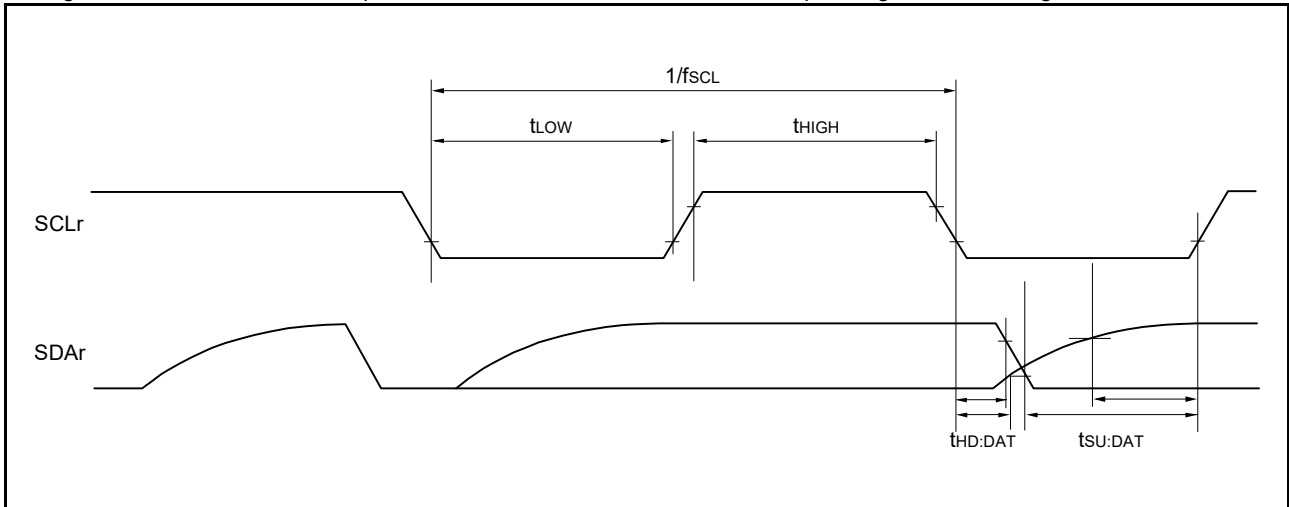 1/fSCL
tLOW
tHIGH
SCLr
SDAr
tHD:DAT
tSU:DAT